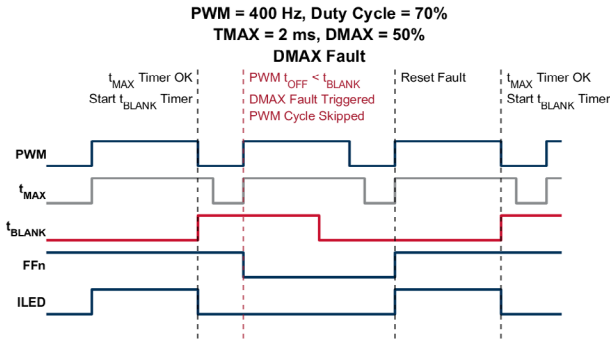 PWM = 400 Hz, Duty Cycle = 70%
TMAX = 2 ms, DMAX = 50%
DMAX Fault
tMAX Timer OK
Start tBLANK Timer
PWM tOFF < tBLANK
DMAX Fault Triggered
PWM Cycle Skipped
Reset Fault
tMAX Timer OK
Start tBLANK Timer
PWM
tMAX
tBLANK
FFn
ILED